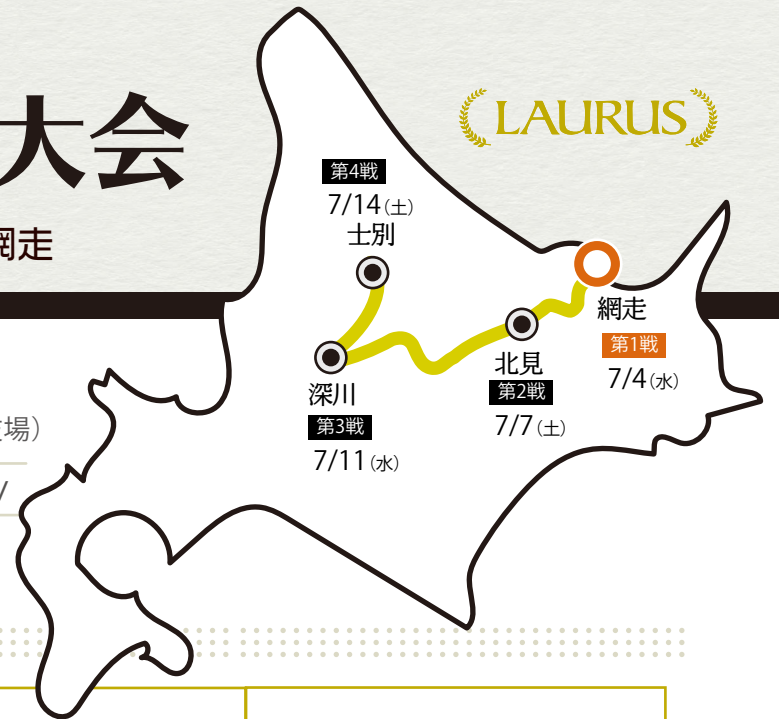 大会
網走
LAURUS
第4戦
7/14(土)
士別
網走
第1戦
7/4(水)
北見
第2戦
7/7(土)
深川
第3戦
7/11(水)
場）